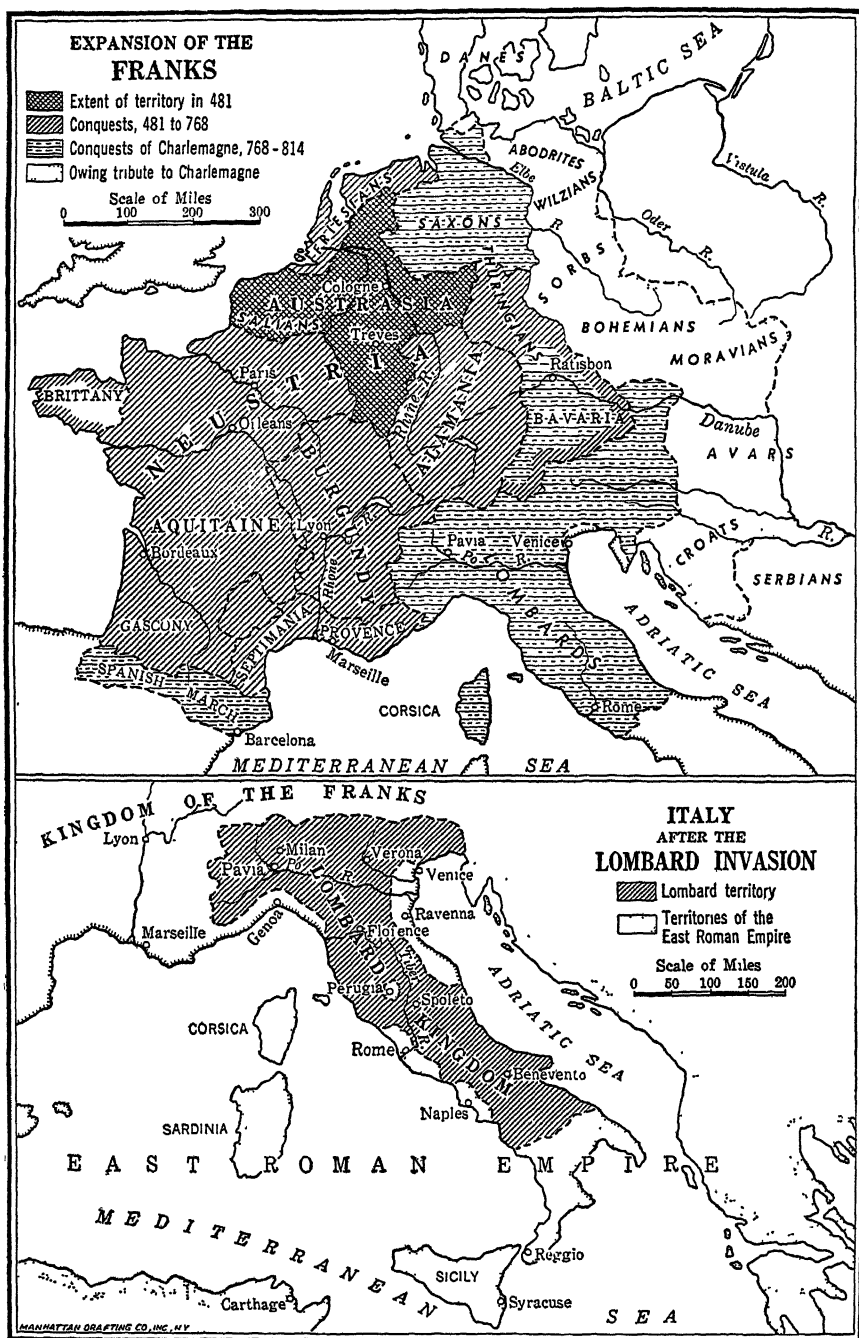 EXPANSION OF THE
FRANKS
Extent of territory in 481
Conquests, 481 to 768
Conquests of Charlemagne, 768-814
Owing tribute to Charlemagne
Scale of Miles
0 100 200 300
DANES
BALTIC SEA
ABODRITES
Elbe
WILZIANS
R.
Vistula
R.
Oder
R.
FRIESIANS
SAXONS
SORBS
THURINGIANS
Cologne
AUSTRASIA
SALIANS
Treves
BOHEMIANS
MORAVIANS
Paris
Rhine R.
Ratisbon
BRITTANY
NEUSTRIA
Orleans
ALAMANIA
BAVARIA
Danube
R.
AVARS
BURGUNDY
AQUITAINE
Lyon
R.
Pavia
Po
R.
Venice
CROATS
SERBIANS
Bordeaux
Rhone
LOMBARDS
GASCONY
SEPTIMANIA
PROVENCE
Marseille
ADRIATIC SEA
SPANISH
MARCH
CORSICA
Rome
Barcelona
MEDITERRANEAN SEA
KINGDOM OF THE FRANKS
ITALY
AFTER THE
LOMBARD INVASION
Lombard territory
Territories of the
East Roman Empire
Scale of Miles
0 50 100 150 200
Lyon
Milan
Verona
Pavia
Po
R.
Venice
Marseille
Genoa
Ravenna
Florence
LOMBARD
KINGDOM
Tiber
R.
Perugia
Spoleto
ADRIATIC SEA
CORSICA
Rome
Benevento
Naples
SARDINIA
EAST ROMAN EMPIRE
MEDITERRANEAN
SEA
Reggio
SICILY
Carthage
Syracuse
MANHATTAN DRAFTING CO., INC., N.Y.